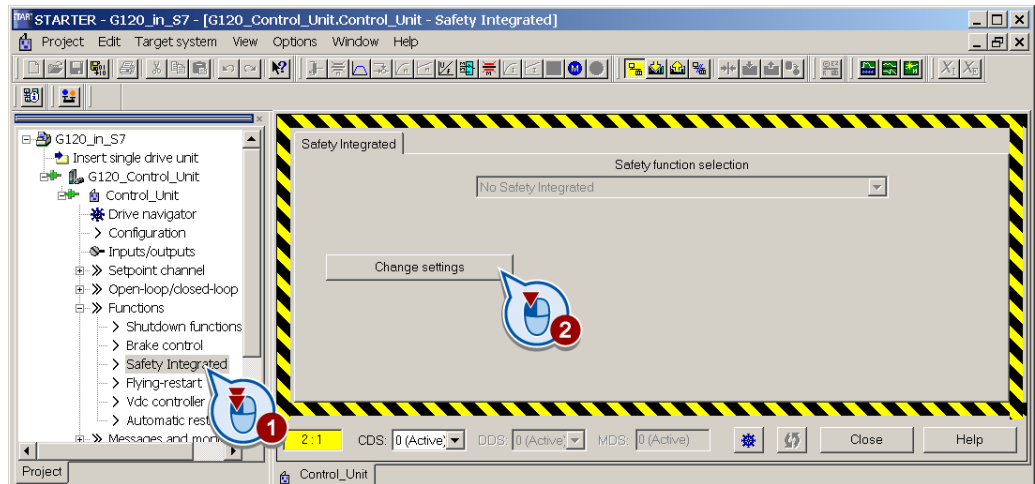 STARTER - G120_in_S7 - [G120_Control_Unit.Control_Unit - Safety Integrated]
Project Edit Target system View Options Window Help
G120_in_S7
Insert single drive unit
G120_Control_Unit
Control_Unit
Drive navigator
Configuration
Inputs/outputs
Setpoint channel
Open-loop/closed-loop
Functions
Shutdown functions
Brake control
Safety Integrated
Flying-restart
Vdc controller
Automatic
Messages and
1
Project
Safety Integrated
Safety function selection
No Safety Integrated
Change settings
2
2:1 CDS: 0 (Active) DDS: 0 (Active) MDS: 0 (Active) Close Help
Control_Unit